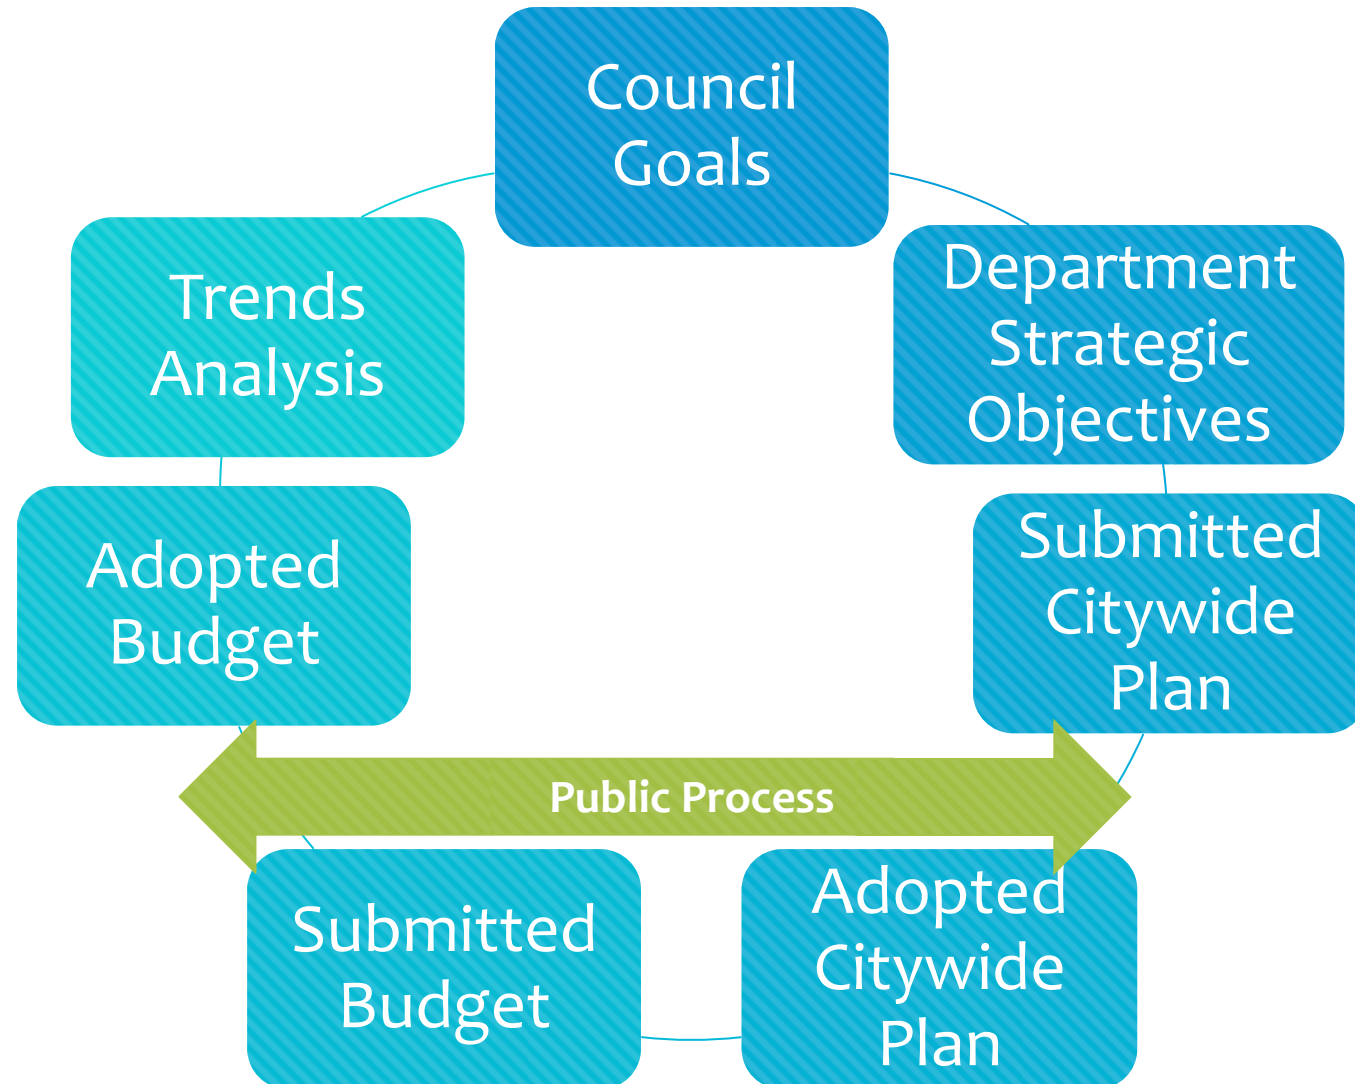 Council
Goals
Department
Strategic
Objectives
Submitted
Citywide
Plan
Adopted
Citywide
Plan
Submitted
Budget
Adopted
Budget
Trends
Analysis
Public Process